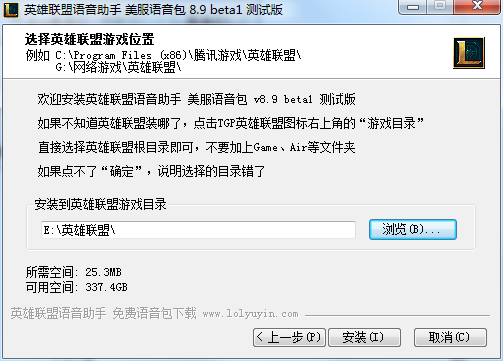 英雄联盟语音助手 美服语音包 8.9 beta1 测试版
选择英雄联盟游戏位置
例如 C:\Program Files (x86)\腾讯游戏\英雄联盟\
G:\网络游戏\英雄联盟\
欢迎安装英雄联盟语音助手 美服语音包 v8.9 beta1 测试版
如果不知道英雄联盟装哪了，点击TGP英雄联盟图标右上角的“游戏目录”
直接选择英雄联盟根目录即可，不要加上Game、Air等文件夹
如果点不了“确定”，说明选择的目录错了
安装到英雄联盟游戏目录
E:\英雄联盟\
浏览(B)...
所需空间: 25.3MB
可用空间: 337.4GB
英雄联盟语音助手 免费语音包下载 www.lolyuyin.com
< 上一步(P)
安装(I)
取消(C)